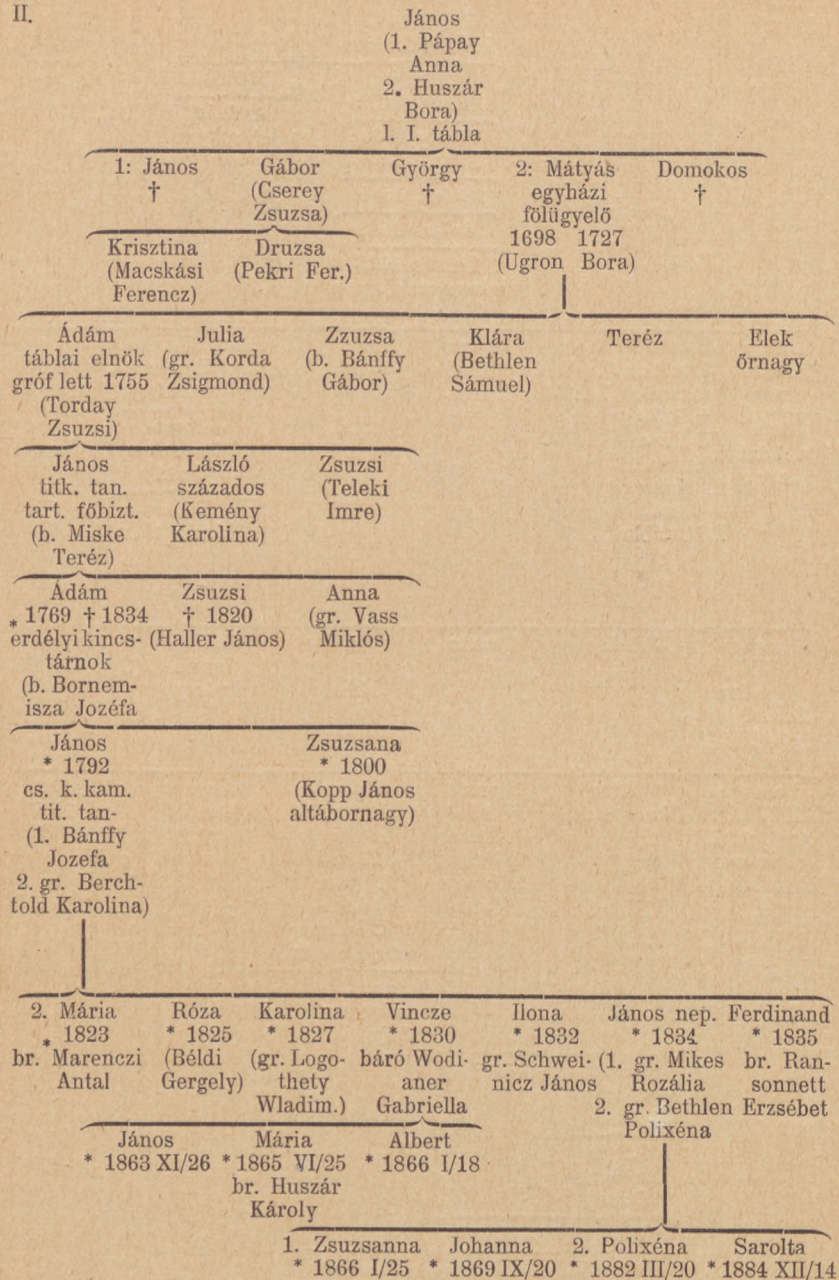 II.
János
(1. Pápay
Anna
2. Huszár
Bora)
l. I. tábla
1: János Gábor György 2: Mátyás Domokos
† (Cserey † egyházi †
Zsuzsa) fölügyelő
1698 1727
Krisztina Druzsa (Ugron Bora)
(Macskási (Pekri Fer.)
Ferencz)
Ádám Julia Zzuzsa Klára Teréz Elek
táblai elnök (gr. Korda (b. Bánffy (Bethlen őrnagy
gróf lett 1755 Zsigmond) Gábor) Sámuel)
(Torday
Zsuzsi)
János László Zsuzsi
titk. tan. százados (Teleki
tart. főbizt. (Kemény Imre)
(b. Miske Karolina)
Teréz)
Ádám Zsuzsi Anna
* 1769 † 1834 † 1820 (gr. Vass
erdélyi kincs- (Haller János) Miklós)
tárnok
(b. Bornem-
isza Jozéfa
János Zsuzsana
* 1792 * 1800
cs. k. kam. (Kopp János
tit. tan- altábornagy)
(1. Bánffy
Jozefa
2. gr. Berch-
told Karolina)
2. Mária Róza Karolina Vincze Ilona János nep. Ferdinand
* 1823 * 1825 * 1827 * 1830 * 1832 * 1834 * 1835
br. Marenczi (Béldi (gr. Logo- báró Wodi- gr. Schwei- (1. gr. Mikes br. Ran-
Antal Gergely) thety aner nicz János Rozália sonnett
Wladim.) Gabriella 2. gr. Bethlen Erzsébet
Polixéna
János Mária Albert
* 1863 XI/26 * 1865 VI/25 * 1866 I/18
br. Huszár
Károly
1. Zsuzsanna Johanna 2. Polixéna Sarolta
* 1866 I/25 * 1869 IX/20 * 1882 III/20 * 1884 XII/14